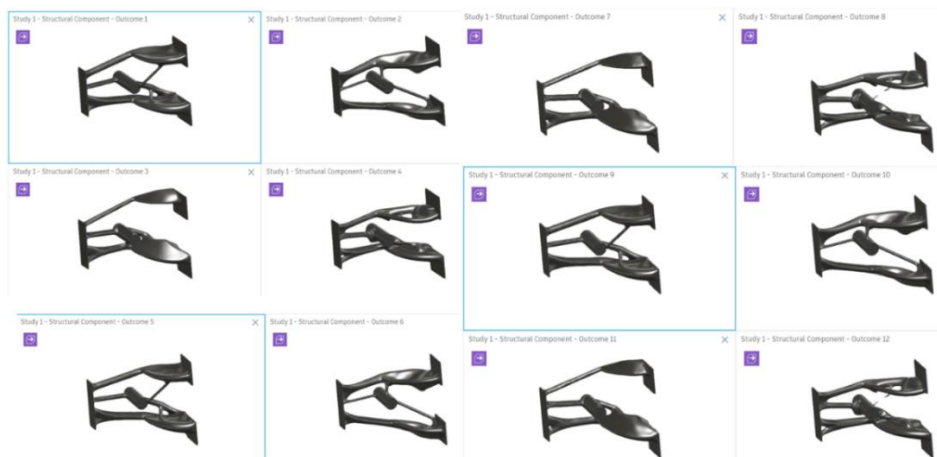 Study 1 - Structural Component - Outcome 1
Study 1 - Structural Component - Outcome 2
Study 1 - Structural Component - Outcome 7
Study 1 - Structural Component - Outcome 8
Study 1 - Structural Component - Outcome 3
Study 1 - Structural Component - Outcome 4
Study 1 - Structural Component - Outcome 9
Study 1 - Structural Component - Outcome 10
Study 1 - Structural Component - Outcome 5
Study 1 - Structural Component - Outcome 6
Study 1 - Structural Component - Outcome 11
Study 1 - Structural Component - Outcome 12